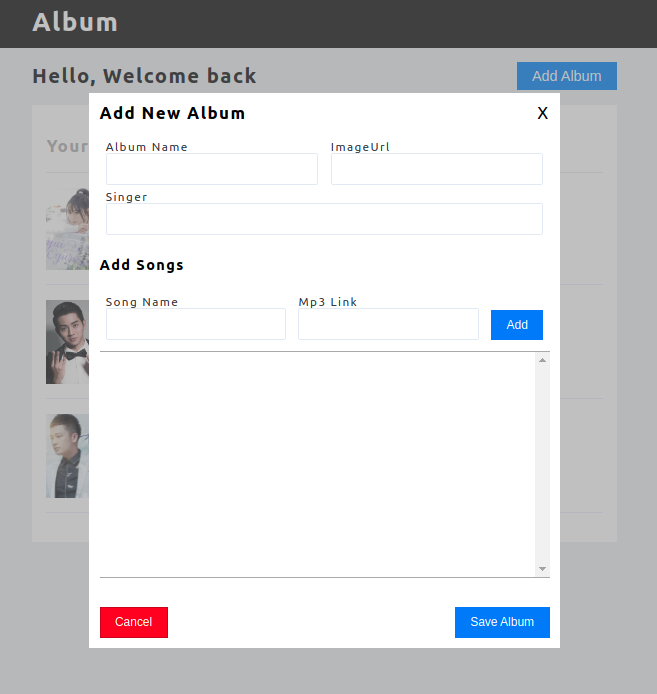 Album
Hello, Welcome back
Add Album
Your
Add New Album
X
Album Name
ImageUrl
Singer
Add Songs
Song Name
Mp3 Link
Add
Cancel
Save Album